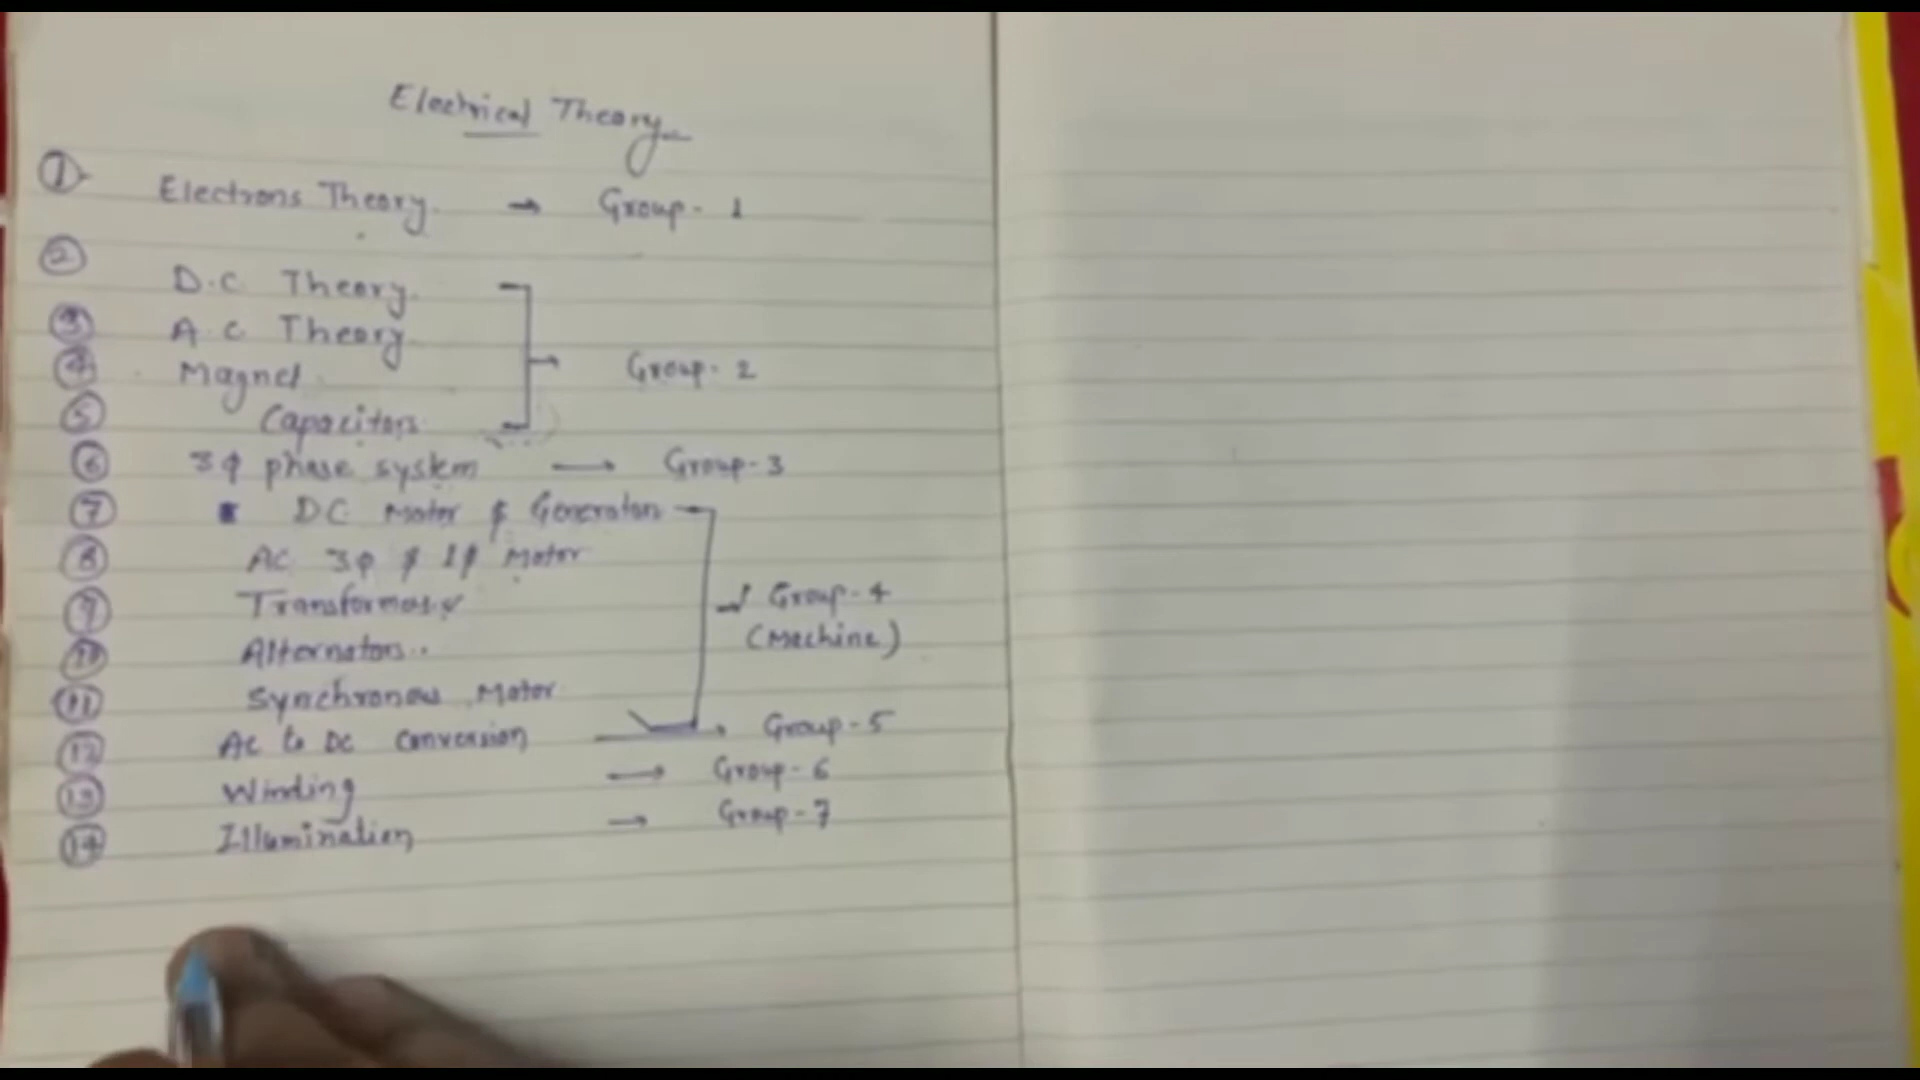 Electrical Theory
① Electrons Theory → Group - 1
② D.C Theory
③ A.C Theory
④ Magnet
Group - 2
⑤ Capacitors
⑥ 3φ phase system → Group - 3
⑦ DC Motor & Generators
⑧ AC 3φ & 1φ Motor
⑨ Transformers
Group - 4
(Machine)
⑩ Alternators
⑪ Synchronous Motor
⑫ AC to DC conversion → Group - 5
⑬ Winding → Group - 6
⑭ Illumination → Group - 7